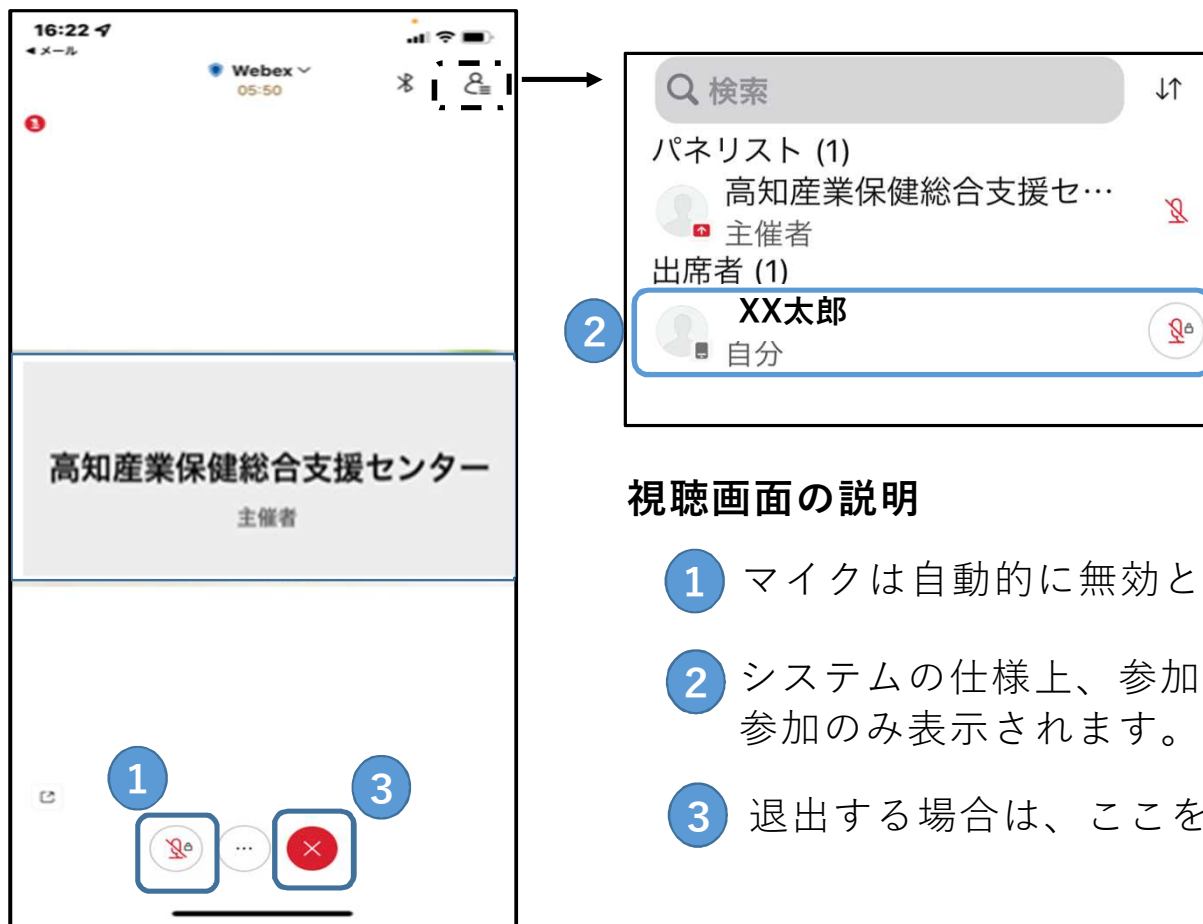 16:22
◀メール
Webex
05:50
高知産業保健総合支援センター
主催者
1
3
検索
パネリスト (1)
高知産業保健総合支援セ…
主催者
出席者 (1)
2
XX太郎
自分
視聴画面の説明
1 マイクは自動的に無効と
2 システムの仕様上、参加
参加のみ表示されます。
3 退出する場合は、ここを